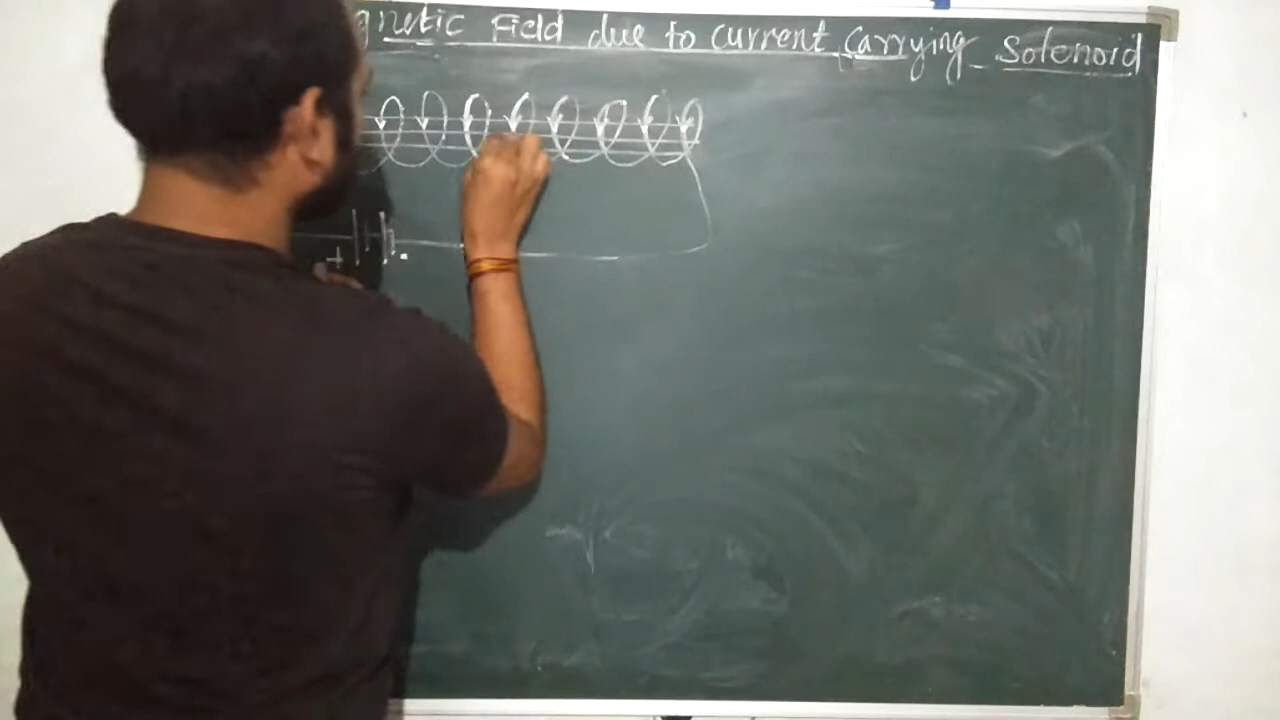 gnetic Field due to current carrying Solenoid
+